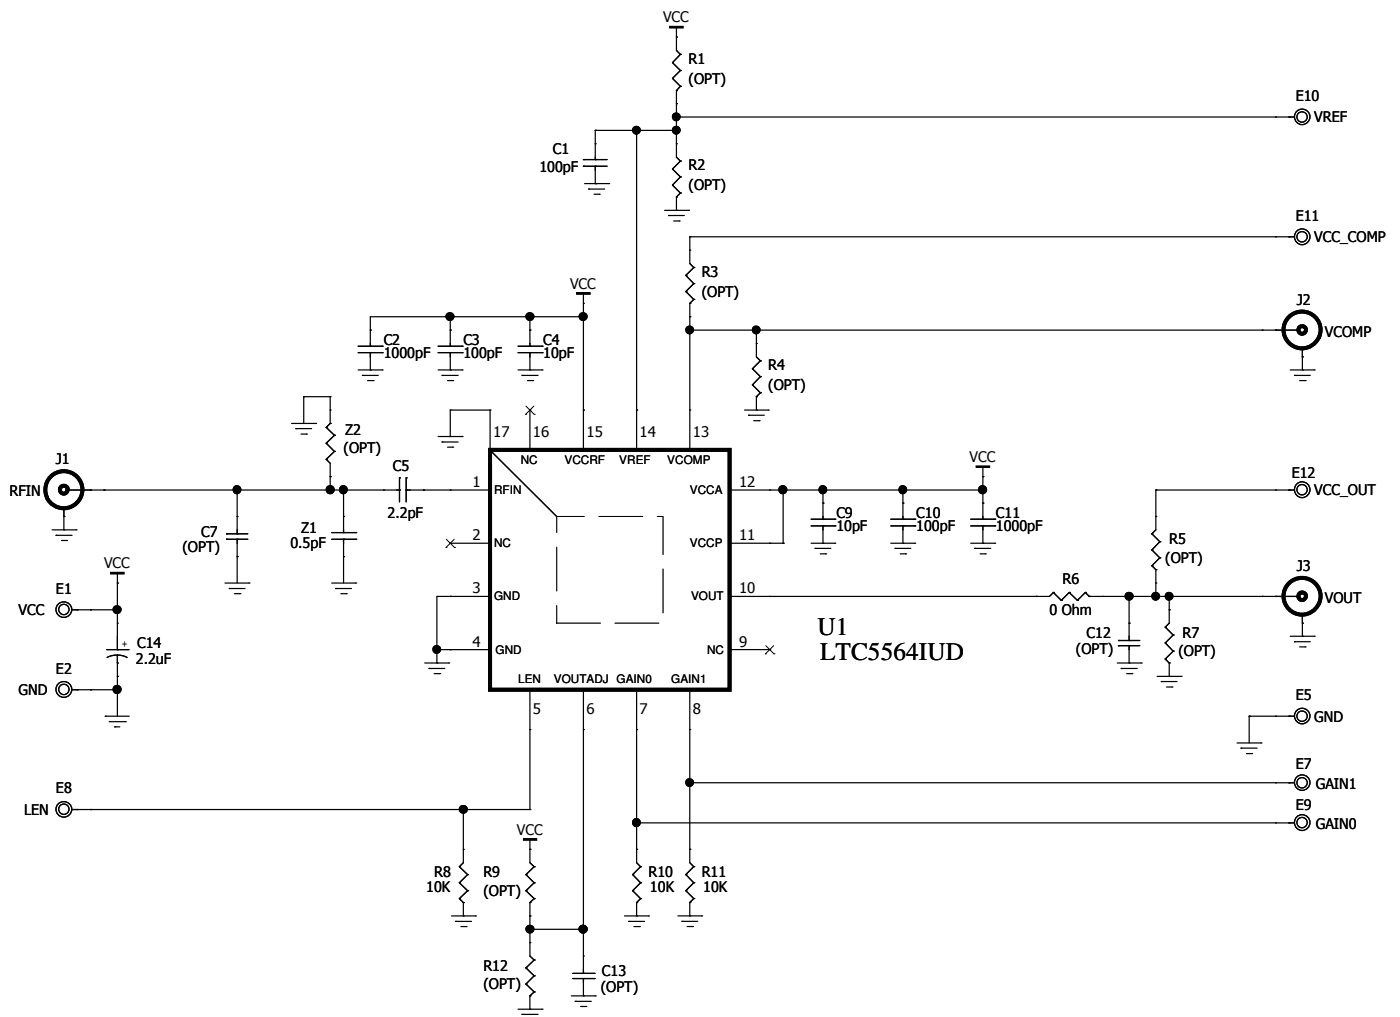 VCC
R1
(OPT)
E10
VREF
C1
100pF
R2
(OPT)
E11
VCC_COMP
R3
(OPT)
VCC
J2
VCOMP
C2
1000pF
C3
100pF
C4
10pF
R4
(OPT)
17
16
15
14
13
NC
VCCRF
VREF
VCOMP
Z2
(OPT)
J1
RFIN
C5
2.2pF
1
RFIN
VCCA
12
VCC
E12
VCC_OUT
C7
(OPT)
Z1
0.5pF
2
NC
VCCP
11
C9
10pF
C10
100pF
C11
1000pF
R5
(OPT)
VCC
E1
VCC
3
GND
VOUT
10
R6
0 Ohm
J3
VOUT
+
C14
2.2uF
4
GND
NC
9
U1
LTC5564IUD
C12
(OPT)
R7
(OPT)
E2
GND
LEN
VOUTADJ
GAIN0
GAIN1
5
6
7
8
E5
GND
E7
GAIN1
E8
LEN
E9
GAIN0
VCC
R8
10K
R9
(OPT)
R10
10K
R11
10K
R12
(OPT)
C13
(OPT)